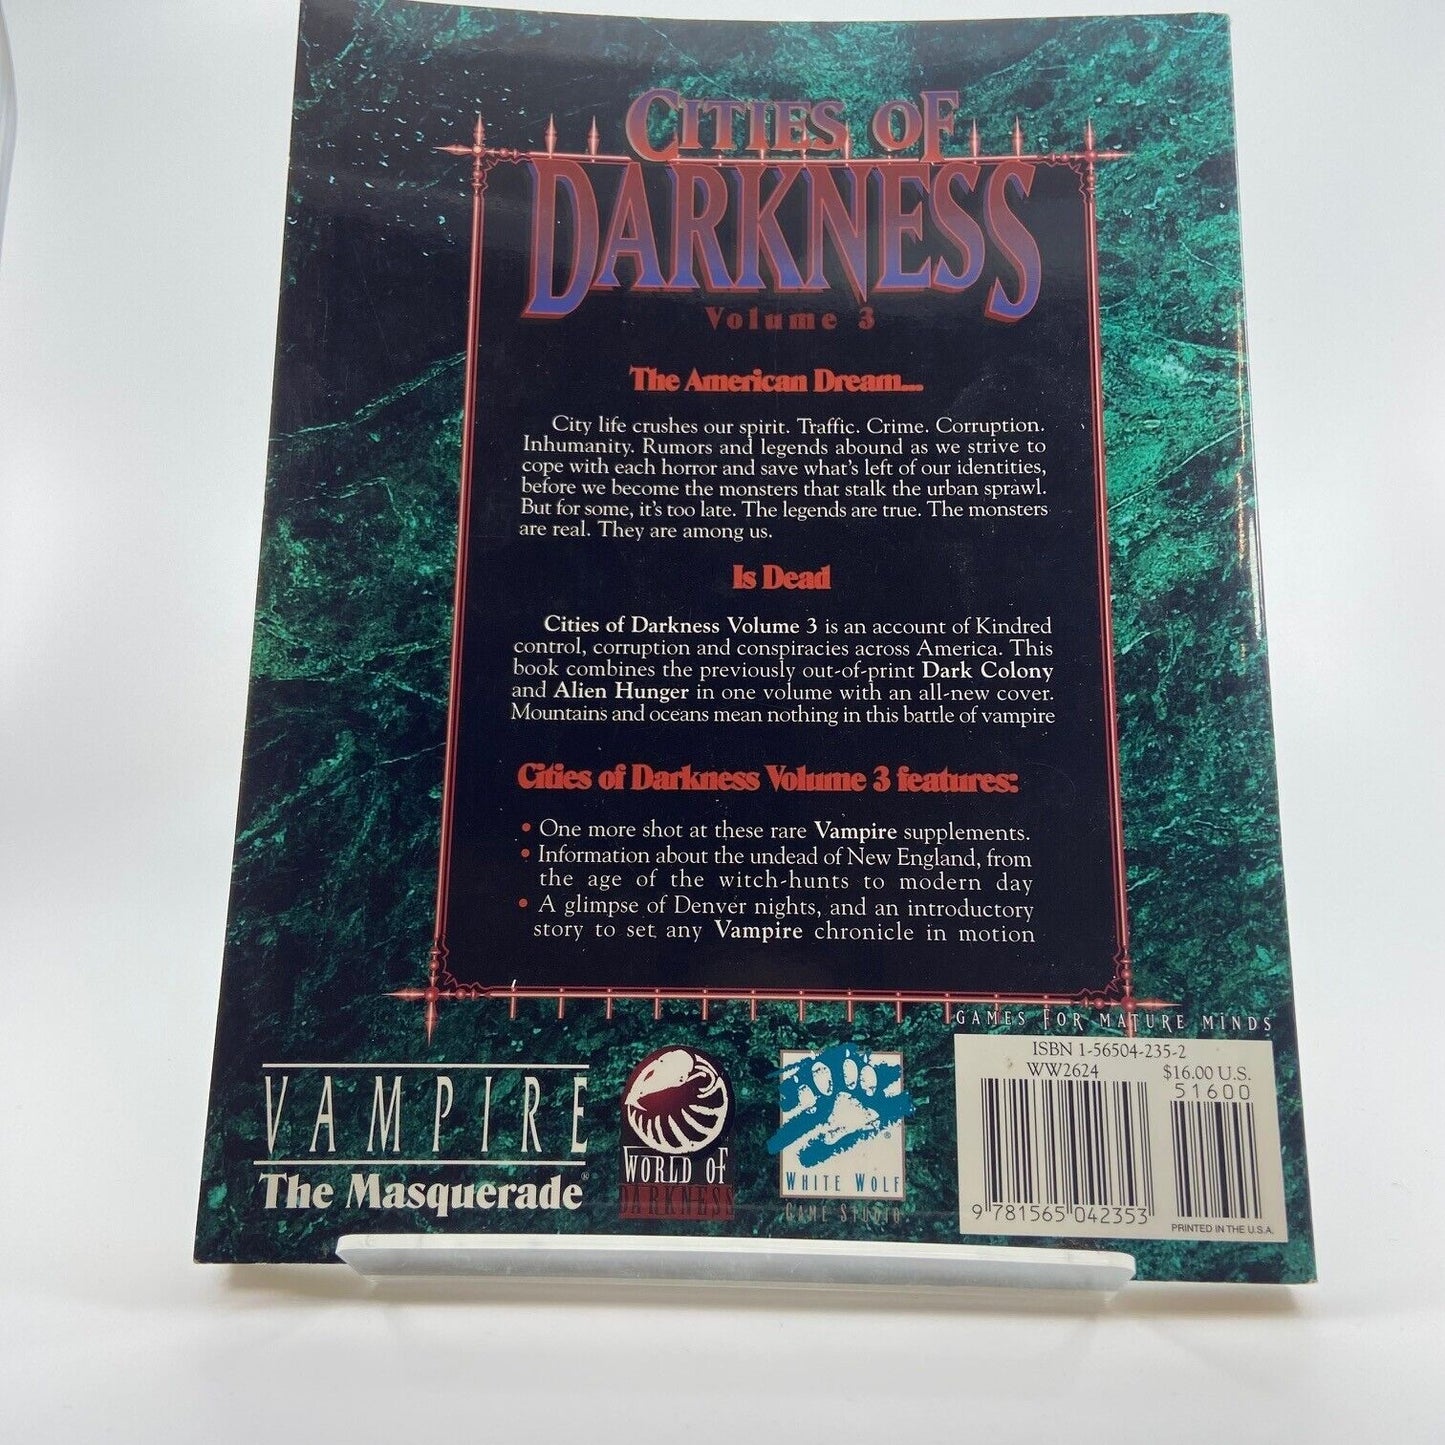 CITIES OF
DARKNESS
Volume 3
The American Dream...
City life crushes our spirit. Traffic. Crime. Corruption.
Inhumanity. Rumors and legends abound as we strive to
cope with each horror and save what's left of our identities,
before we become the monsters that stalk the urban sprawl.
But for some, it's too late. The legends are true. The monsters
are real. They are among us.
Is Dead
Cities of Darkness Volume 3 is an account of Kindred
control, corruption and conspiracies across America. This
book combines the previously out-of-print Dark Colony
and Alien Hunger in one volume with an all-new cover.
Mountains and oceans mean nothing in this battle of vampire
Cities of Darkness Volume 3 features:
• One more shot at these rare Vampire supplements.
• Information about the undead of New England, from
the age of the witch-hunts to modern day
• A glimpse of Denver nights, and an introductory
story to set any Vampire chronicle in motion
GAMES FOR MATURE MINDS
VAMPIRE
The Masquerade®
WORLD OF
DARKNESS
WHITE WOLF®
GAME STUDIO
ISBN 1-56504-235-2
WW2624
$16.00 U.S.
51600
9 781565 042353
PRINTED IN THE U.S.A.